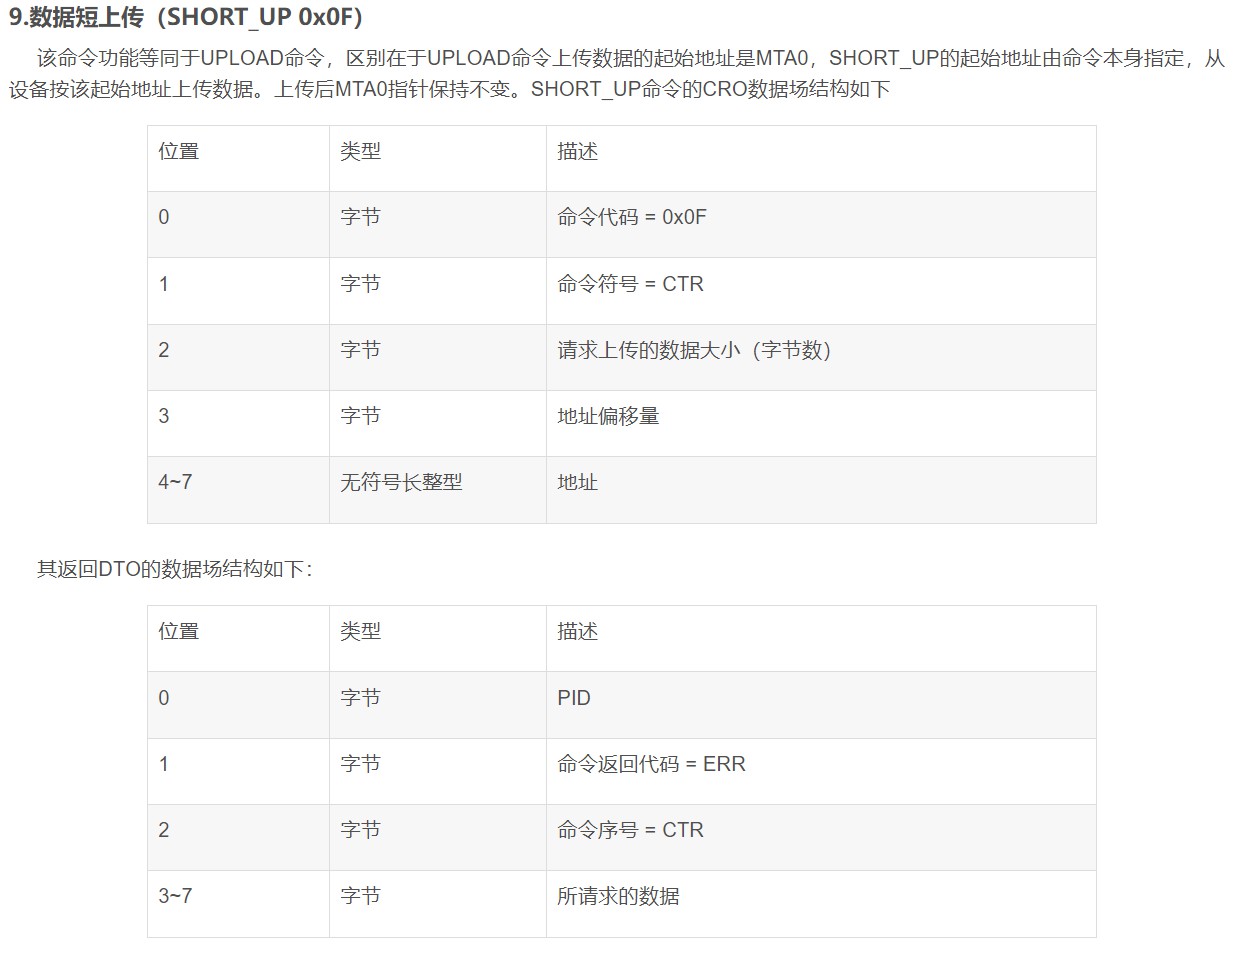 9.数据短上传（SHORT_UP 0x0F）
该命令功能等同于UPLOAD命令，区别在于UPLOAD命令上传数据的起始地址是MTA0，SHORT_UP的起始地址由命令本身指定，从
设备按该起始地址上传数据。上传后MTA0指针保持不变。SHORT_UP命令的CRO数据场结构如下
位置 类型 描述
0 字节 命令代码 = 0x0F
1 字节 命令符号 = CTR
2 字节 请求上传的数据大小（字节数）
3 字节 地址偏移量
4~7 无符号长整型 地址
其返回DTO的数据场结构如下：
位置 类型 描述
0 字节 PID
1 字节 命令返回代码 = ERR
2 字节 命令序号 = CTR
3~7 字节 所请求的数据